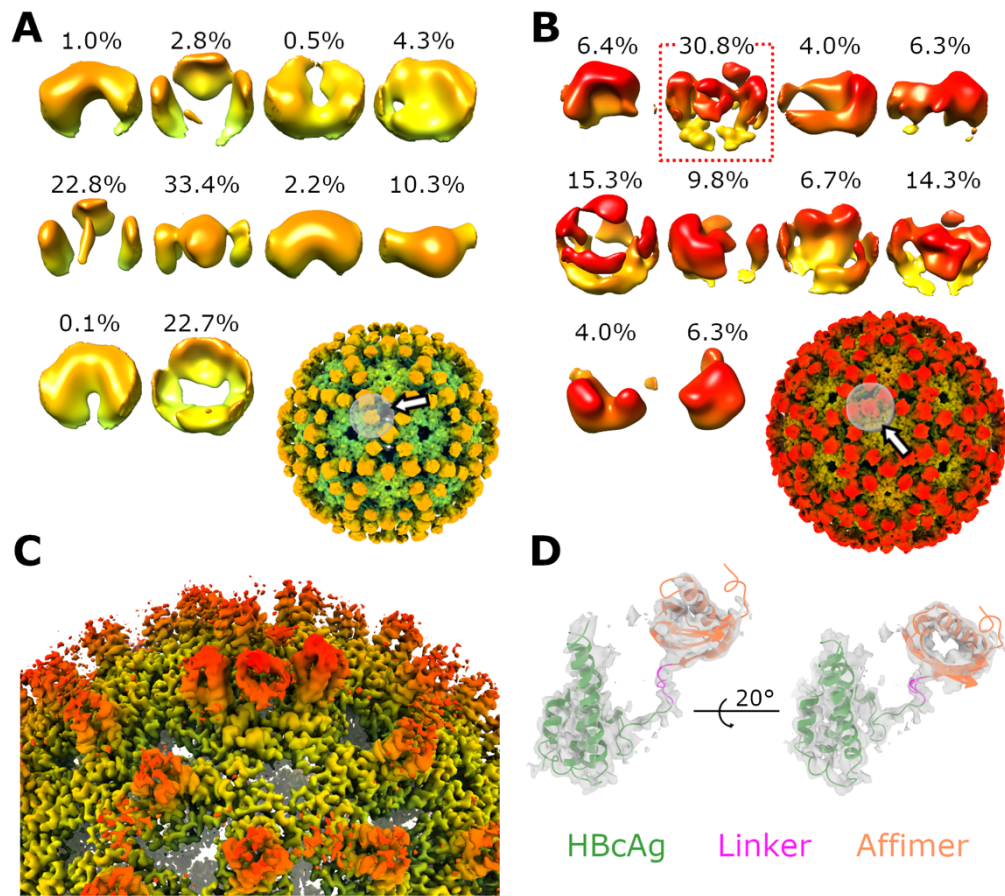 A
1.0% 2.8% 0.5% 4.3%
22.8% 33.4% 2.2% 10.3%
0.1% 22.7%
B
6.4% 30.8% 4.0% 6.3%
15.3% 9.8% 6.7% 14.3%
4.0% 6.3%
C
D
20°
HBcAg Linker Affimer